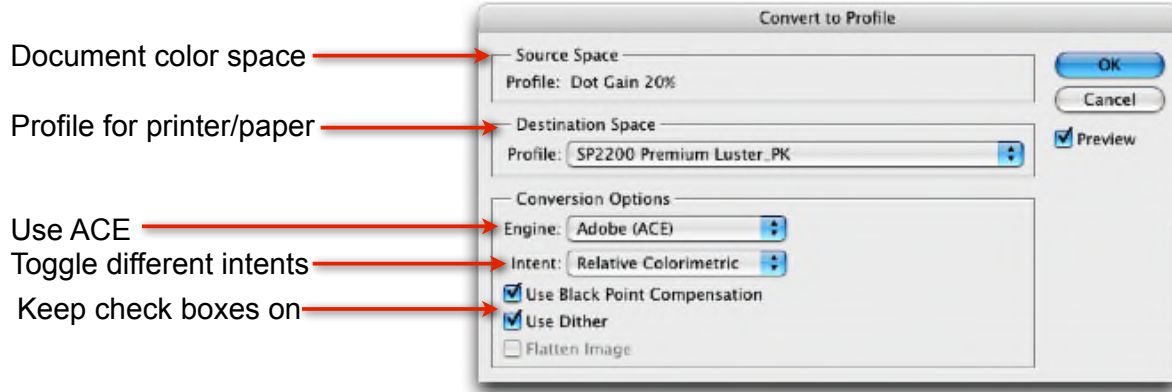 Convert to Profile
Document color space
Source Space
Profile: Dot Gain 20%
OK
Cancel
Profile for printer/paper
Destination Space
Preview
Profile: SP2200 Premium Luster_PK
Conversion Options
Use ACE
Engine: Adobe (ACE)
Toggle different intents
Intent: Relative Colorimetric
Keep check boxes on
Use Black Point Compensation
Use Dither
Flatten Image